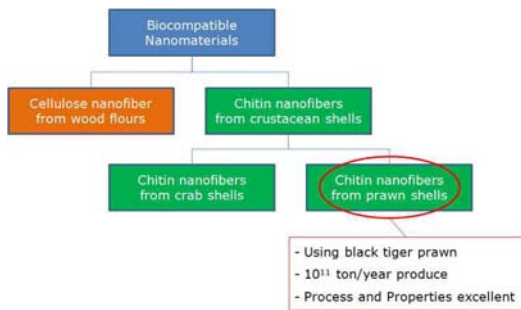 Biocompatible
Nanomaterials
Cellulose nanofiber
from wood flours
Chitin nanofibers
from crustacean shells
Chitin nanofibers
from crab shells
Chitin nanofibers
from prawn shells
- Using black tiger prawn
- 10¹¹ ton/year produce
- Process and Properties excellent